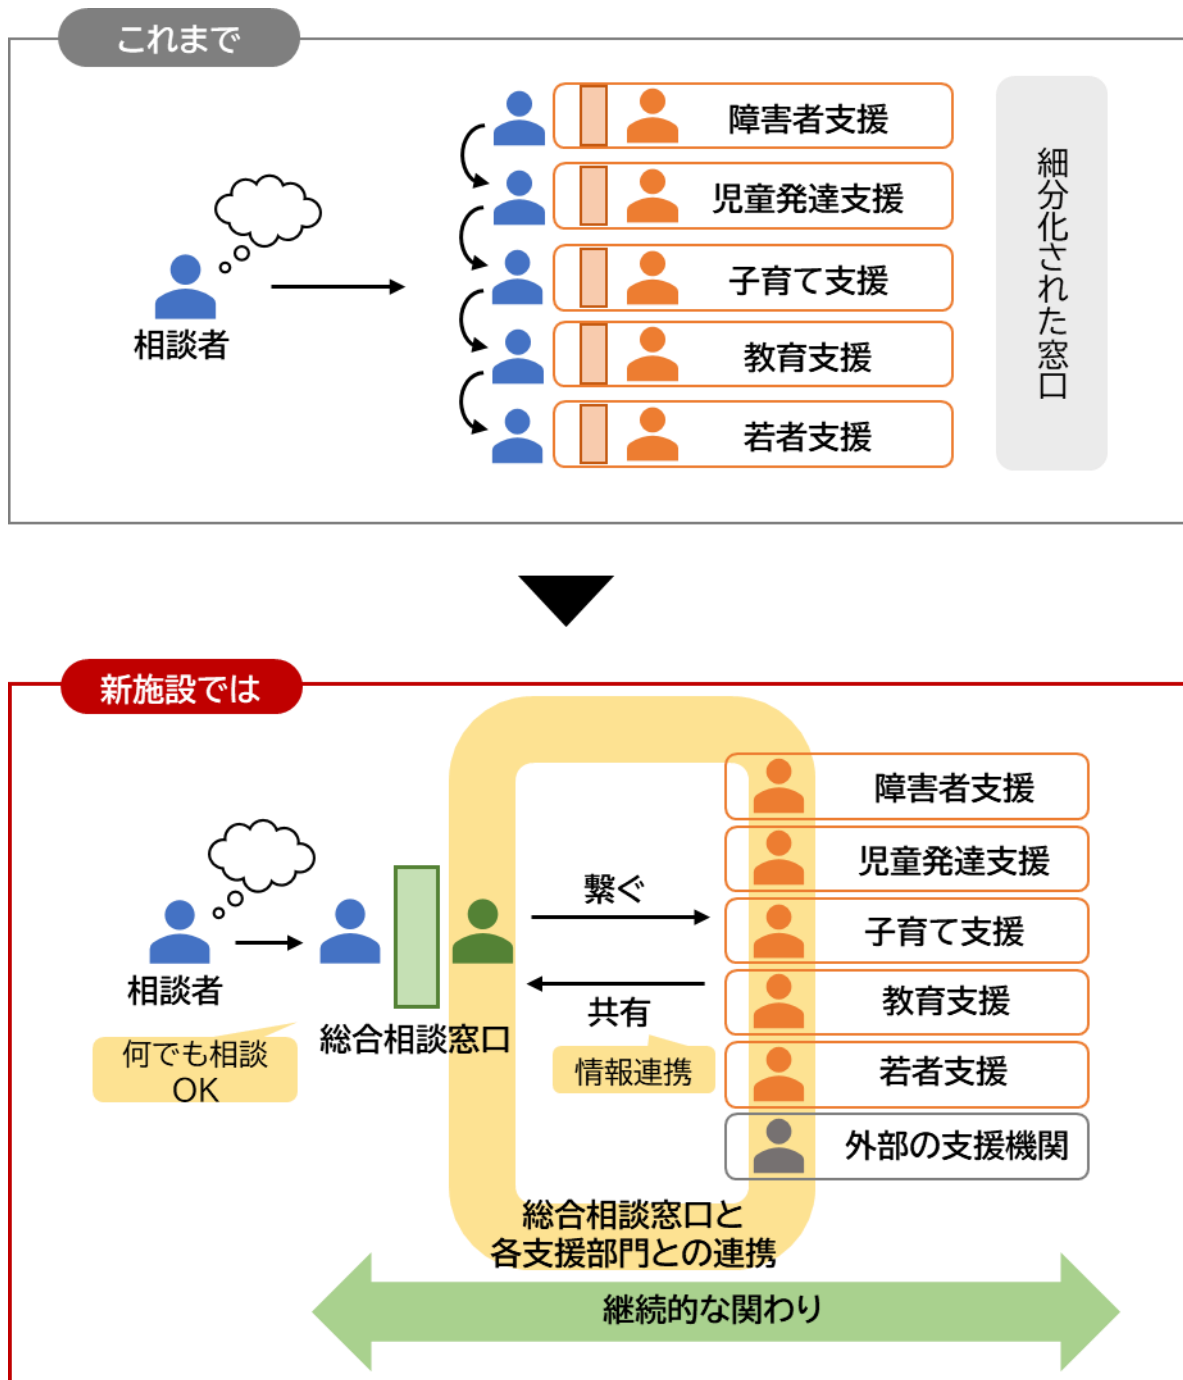 これまで
障害者支援
児童発達支援
子育て支援
教育支援
若者支援
細分化された窓口
相談者
新施設では
障害者支援
児童発達支援
子育て支援
教育支援
若者支援
外部の支援機関
繋ぐ
共有
情報連携
相談者
総合相談窓口
何でも相談
OK
総合相談窓口と
各支援部門との連携
継続的な関わり